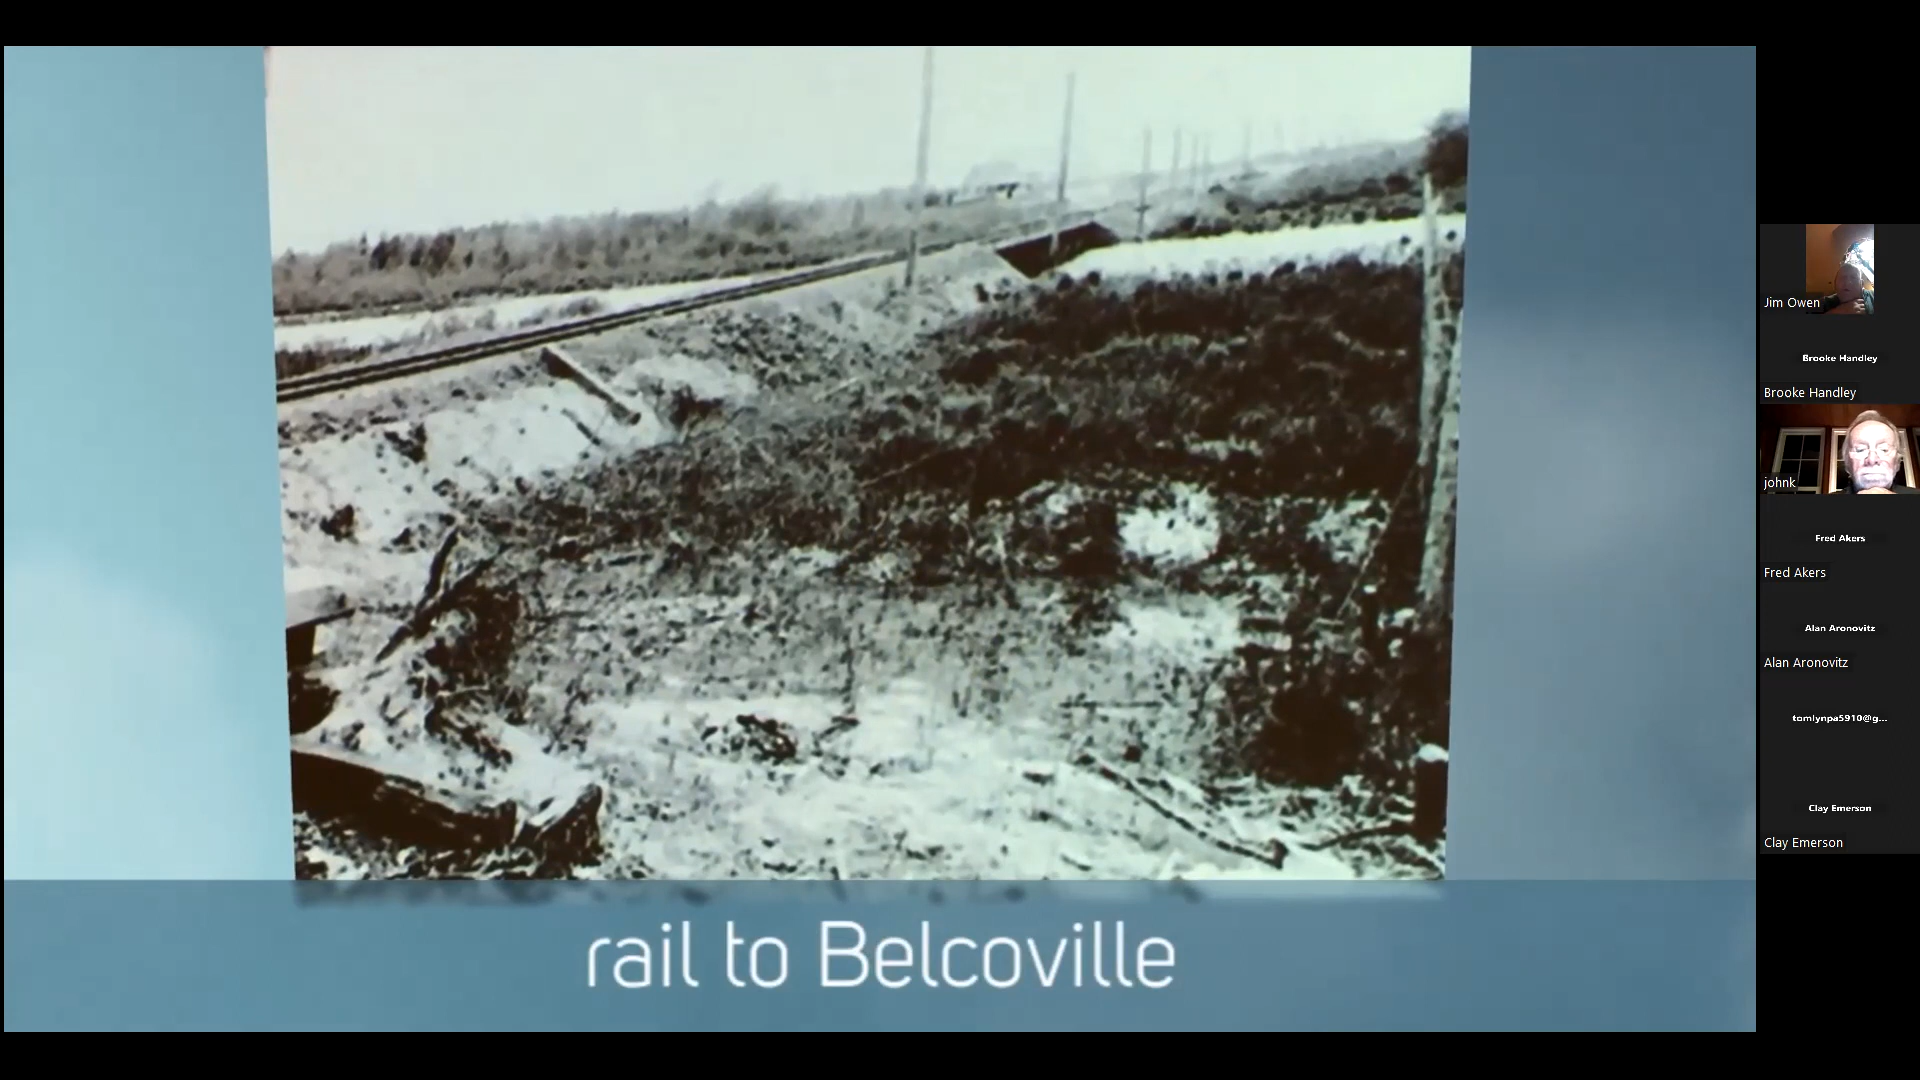 rail to Belcoville
Jim Owen
Brooke Handley
Brooke Handley
johnk
Fred Akers
Fred Akers
Alan Aronovitz
Alan Aronovitz
tomlynpa5910@g...
Clay Emerson
Clay Emerson